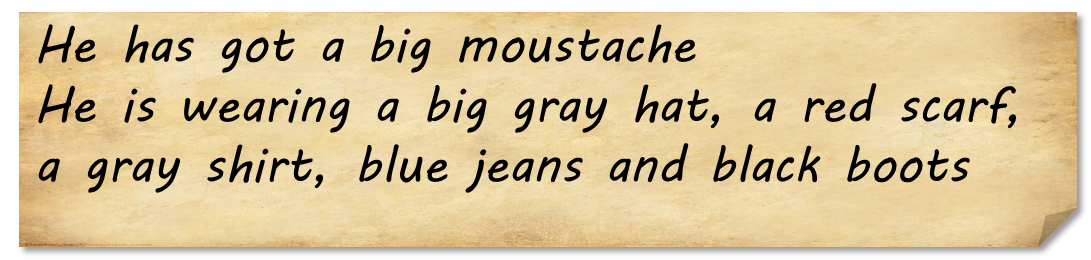 He has got a big moustache
He is wearing a big gray hat, a red scarf,
a gray shirt, blue jeans and black boots